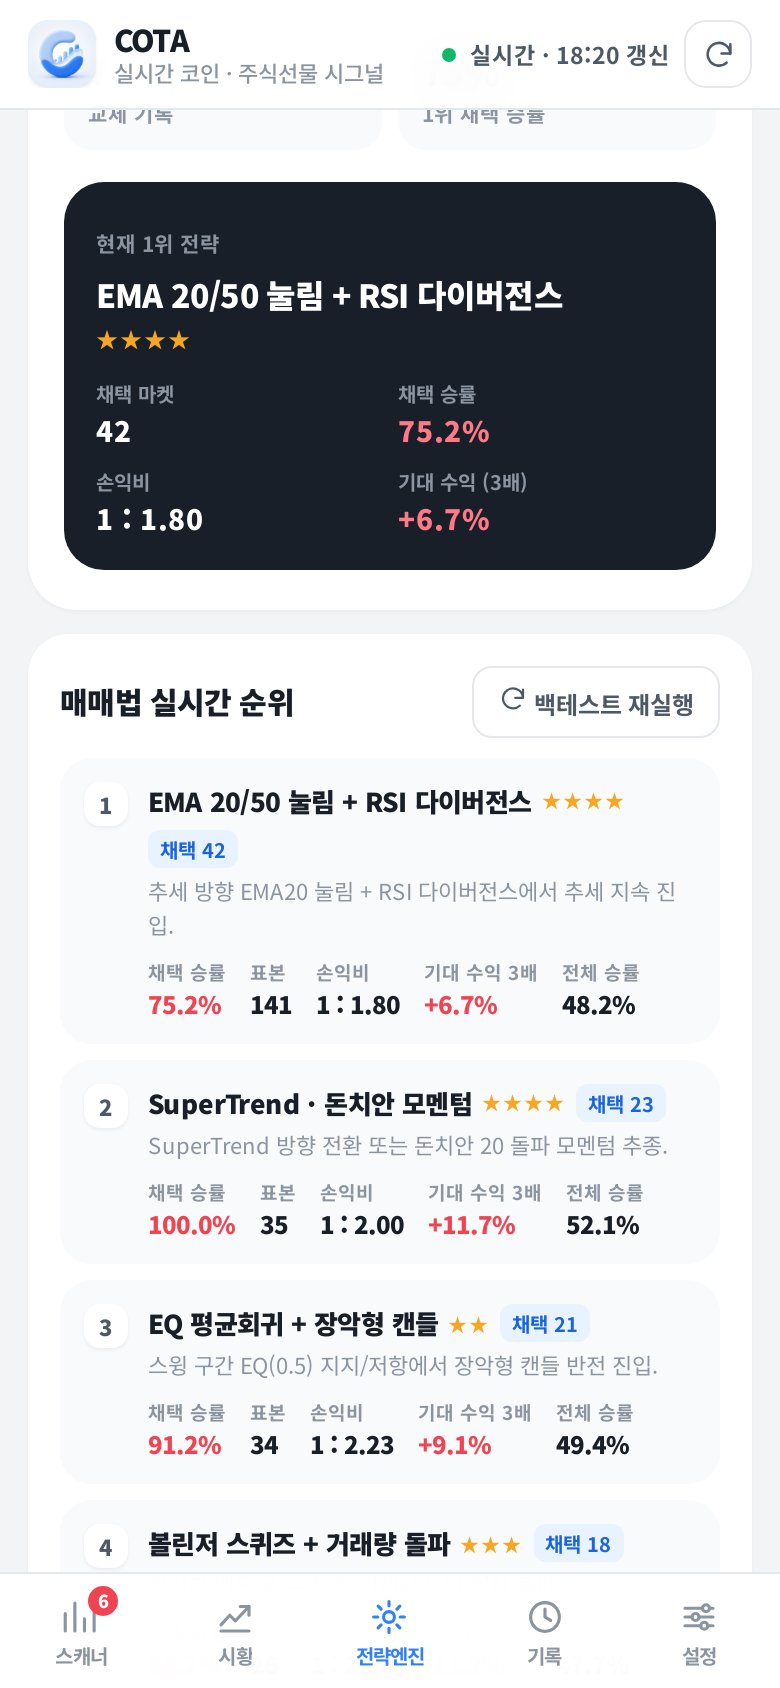 COTA
실시간 코인 · 주식선물 시그널
실시간 · 18:20 갱신
교체 기록
1위 채택 승률
현재 1위 전략
EMA 20/50 눌림 + RSI 다이버전스
★★★★
채택 마켓
채택 승률
42
75.2%
손익비
기대 수익 (3배)
1 : 1.80
+6.7%
매매법 실시간 순위
백테스트 재실행
1
EMA 20/50 눌림 + RSI 다이버전스 ★★★★
채택 42
추세 방향 EMA20 눌림 + RSI 다이버전스에서 추세 지속 진
입.
채택 승률 표본 손익비 기대 수익 3배 전체 승률
75.2% 141 1 : 1.80 +6.7% 48.2%
2
SuperTrend · 돈치안 모멘텀 ★★★★ 채택 23
SuperTrend 방향 전환 또는 돈치안 20 돌파 모멘텀 추종.
채택 승률 표본 손익비 기대 수익 3배 전체 승률
100.0% 35 1 : 2.00 +11.7% 52.1%
3
EQ 평균회귀 + 장악형 캔들 ★★ 채택 21
스윙 구간 EQ(0.5) 지지/저항에서 장악형 캔들 반전 진입.
채택 승률 표본 손익비 기대 수익 3배 전체 승률
91.2% 34 1 : 2.23 +9.1% 49.4%
4
볼린저 스퀴즈 + 거래량 돌파 ★★★ 채택 18
6
스캐너
시황
전략엔진
기록
설정